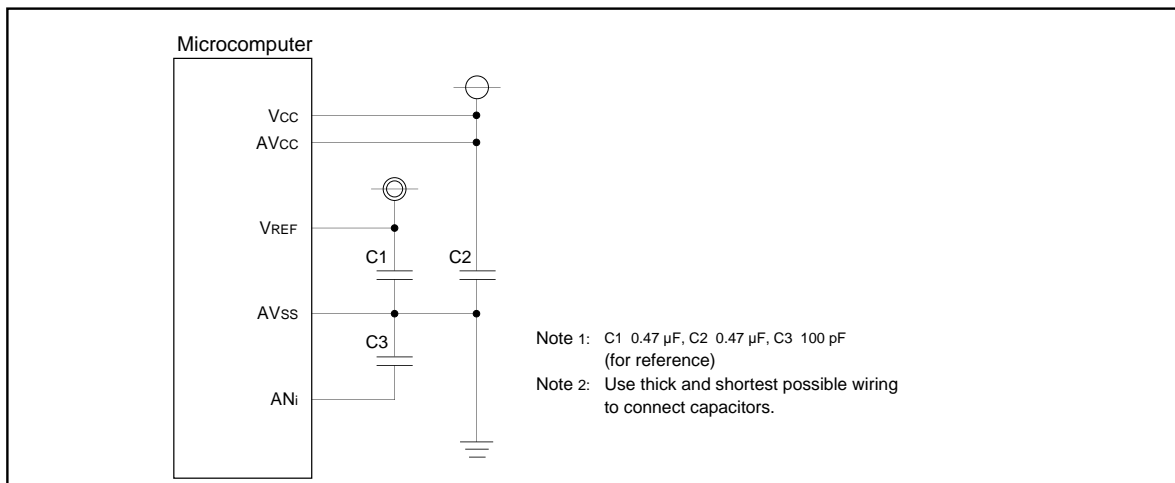 Microcomputer
VCC
AVCC
VREF
C1
C2
AVSS
C3
ANi
Note 1: C1 0.47 µF, C2 0.47 µF, C3 100 pF
(for reference)
Note 2: Use thick and shortest possible wiring
to connect capacitors.